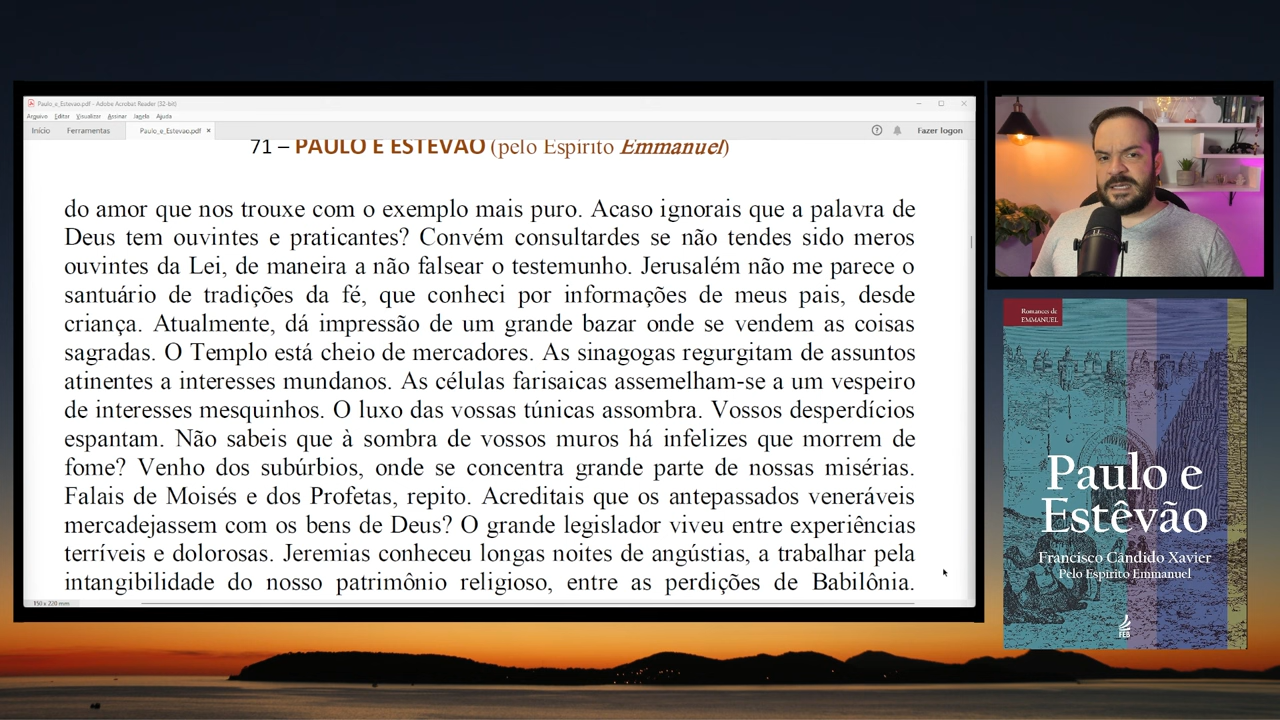 Paulo_e_Estevao.pdf - Adobe Acrobat Reader (32-bit)
Arquivo Editar Visualizar Assinar Janela Ajuda
Início Ferramentas Paulo_e_Estevao.pdf × Fazer logon
71 – PAULO E ESTEVÃO (pelo Espírito Emmanuel)
do amor que nos trouxe com o exemplo mais puro. Acaso ignorais que a palavra de
Deus tem ouvintes e praticantes? Convém consultardes se não tendes sido meros
ouvintes da Lei, de maneira a não falsear o testemunho. Jerusalém não me parece o
santuário de tradições da fé, que conheci por informações de meus pais, desde
criança. Atualmente, dá impressão de um grande bazar onde se vendem as coisas
sagradas. O Templo está cheio de mercadores. As sinagogas regurgitam de assuntos
atinentes a interesses mundanos. As células farisaicas assemelham-se a um vespeiro
de interesses mesquinhos. O luxo das vossas túnicas assombra. Vossos desperdícios
espantam. Não sabeis que à sombra de vossos muros há infelizes que morrem de
fome? Venho dos subúrbios, onde se concentra grande parte de nossas misérias.
Falais de Moisés e dos Profetas, repito. Acreditais que os antepassados veneráveis
mercadejassem com os bens de Deus? O grande legislador viveu entre experiências
terríveis e dolorosas. Jeremias conheceu longas noites de angústias, a trabalhar pela
intangibilidade do nosso patrimônio religioso, entre as perdições de Babilônia.
150 x 220 mm
Romances de
EMMANUEL
Paulo e
Estêvão
Francisco Cândido Xavier
Pelo Espírito Emmanuel
FEB